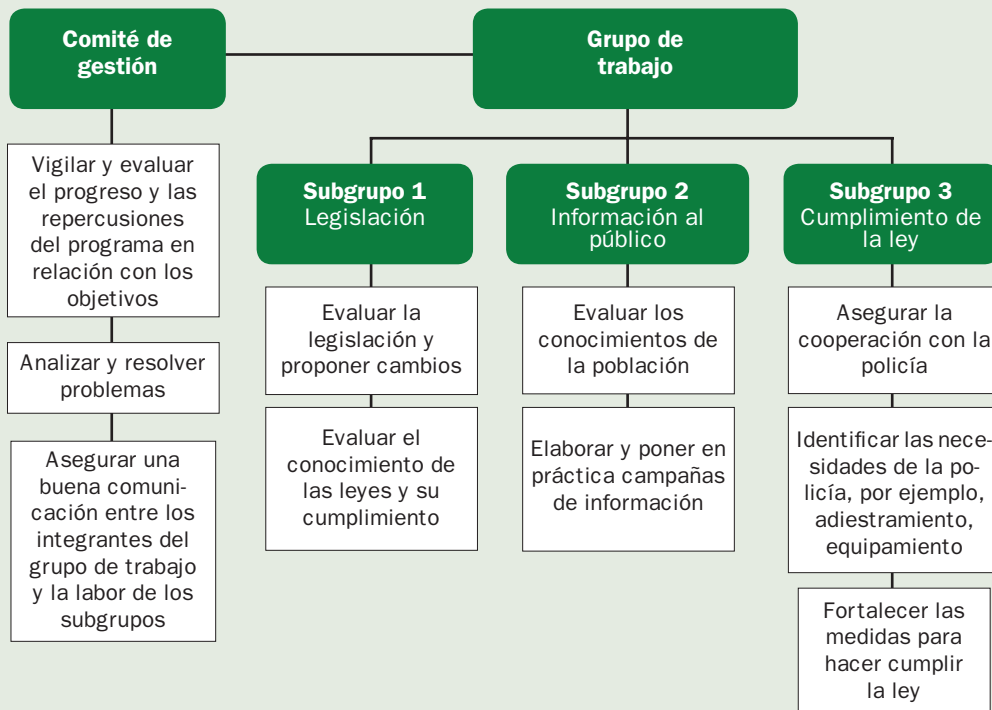 Comité de
gestión
Grupo de
trabajo
Vigilar y evaluar
el progreso y las
repercusiones
del programa en
relación con los
objetivos
Analizar y resolver
problemas
Asegurar una
buena comuni-
cación entre los
integrantes del
grupo de trabajo
y la labor de los
subgrupos
Subgrupo 1
Legislación
Evaluar la
legislación y
proponer cambios
Evaluar el
conocimiento de
las leyes y su
cumplimiento
Subgrupo 2
Información al
público
Evaluar los
conocimientos de
la población
Elaborar y poner en
práctica campañas
de información
Subgrupo 3
Cumplimiento de
la ley
Asegurar la
cooperación con la
policía
Identificar las nece-
sidades de la po-
licía, por ejemplo,
adiestramiento,
equipamiento
Fortalecer las
medidas para
hacer cumplir
la ley